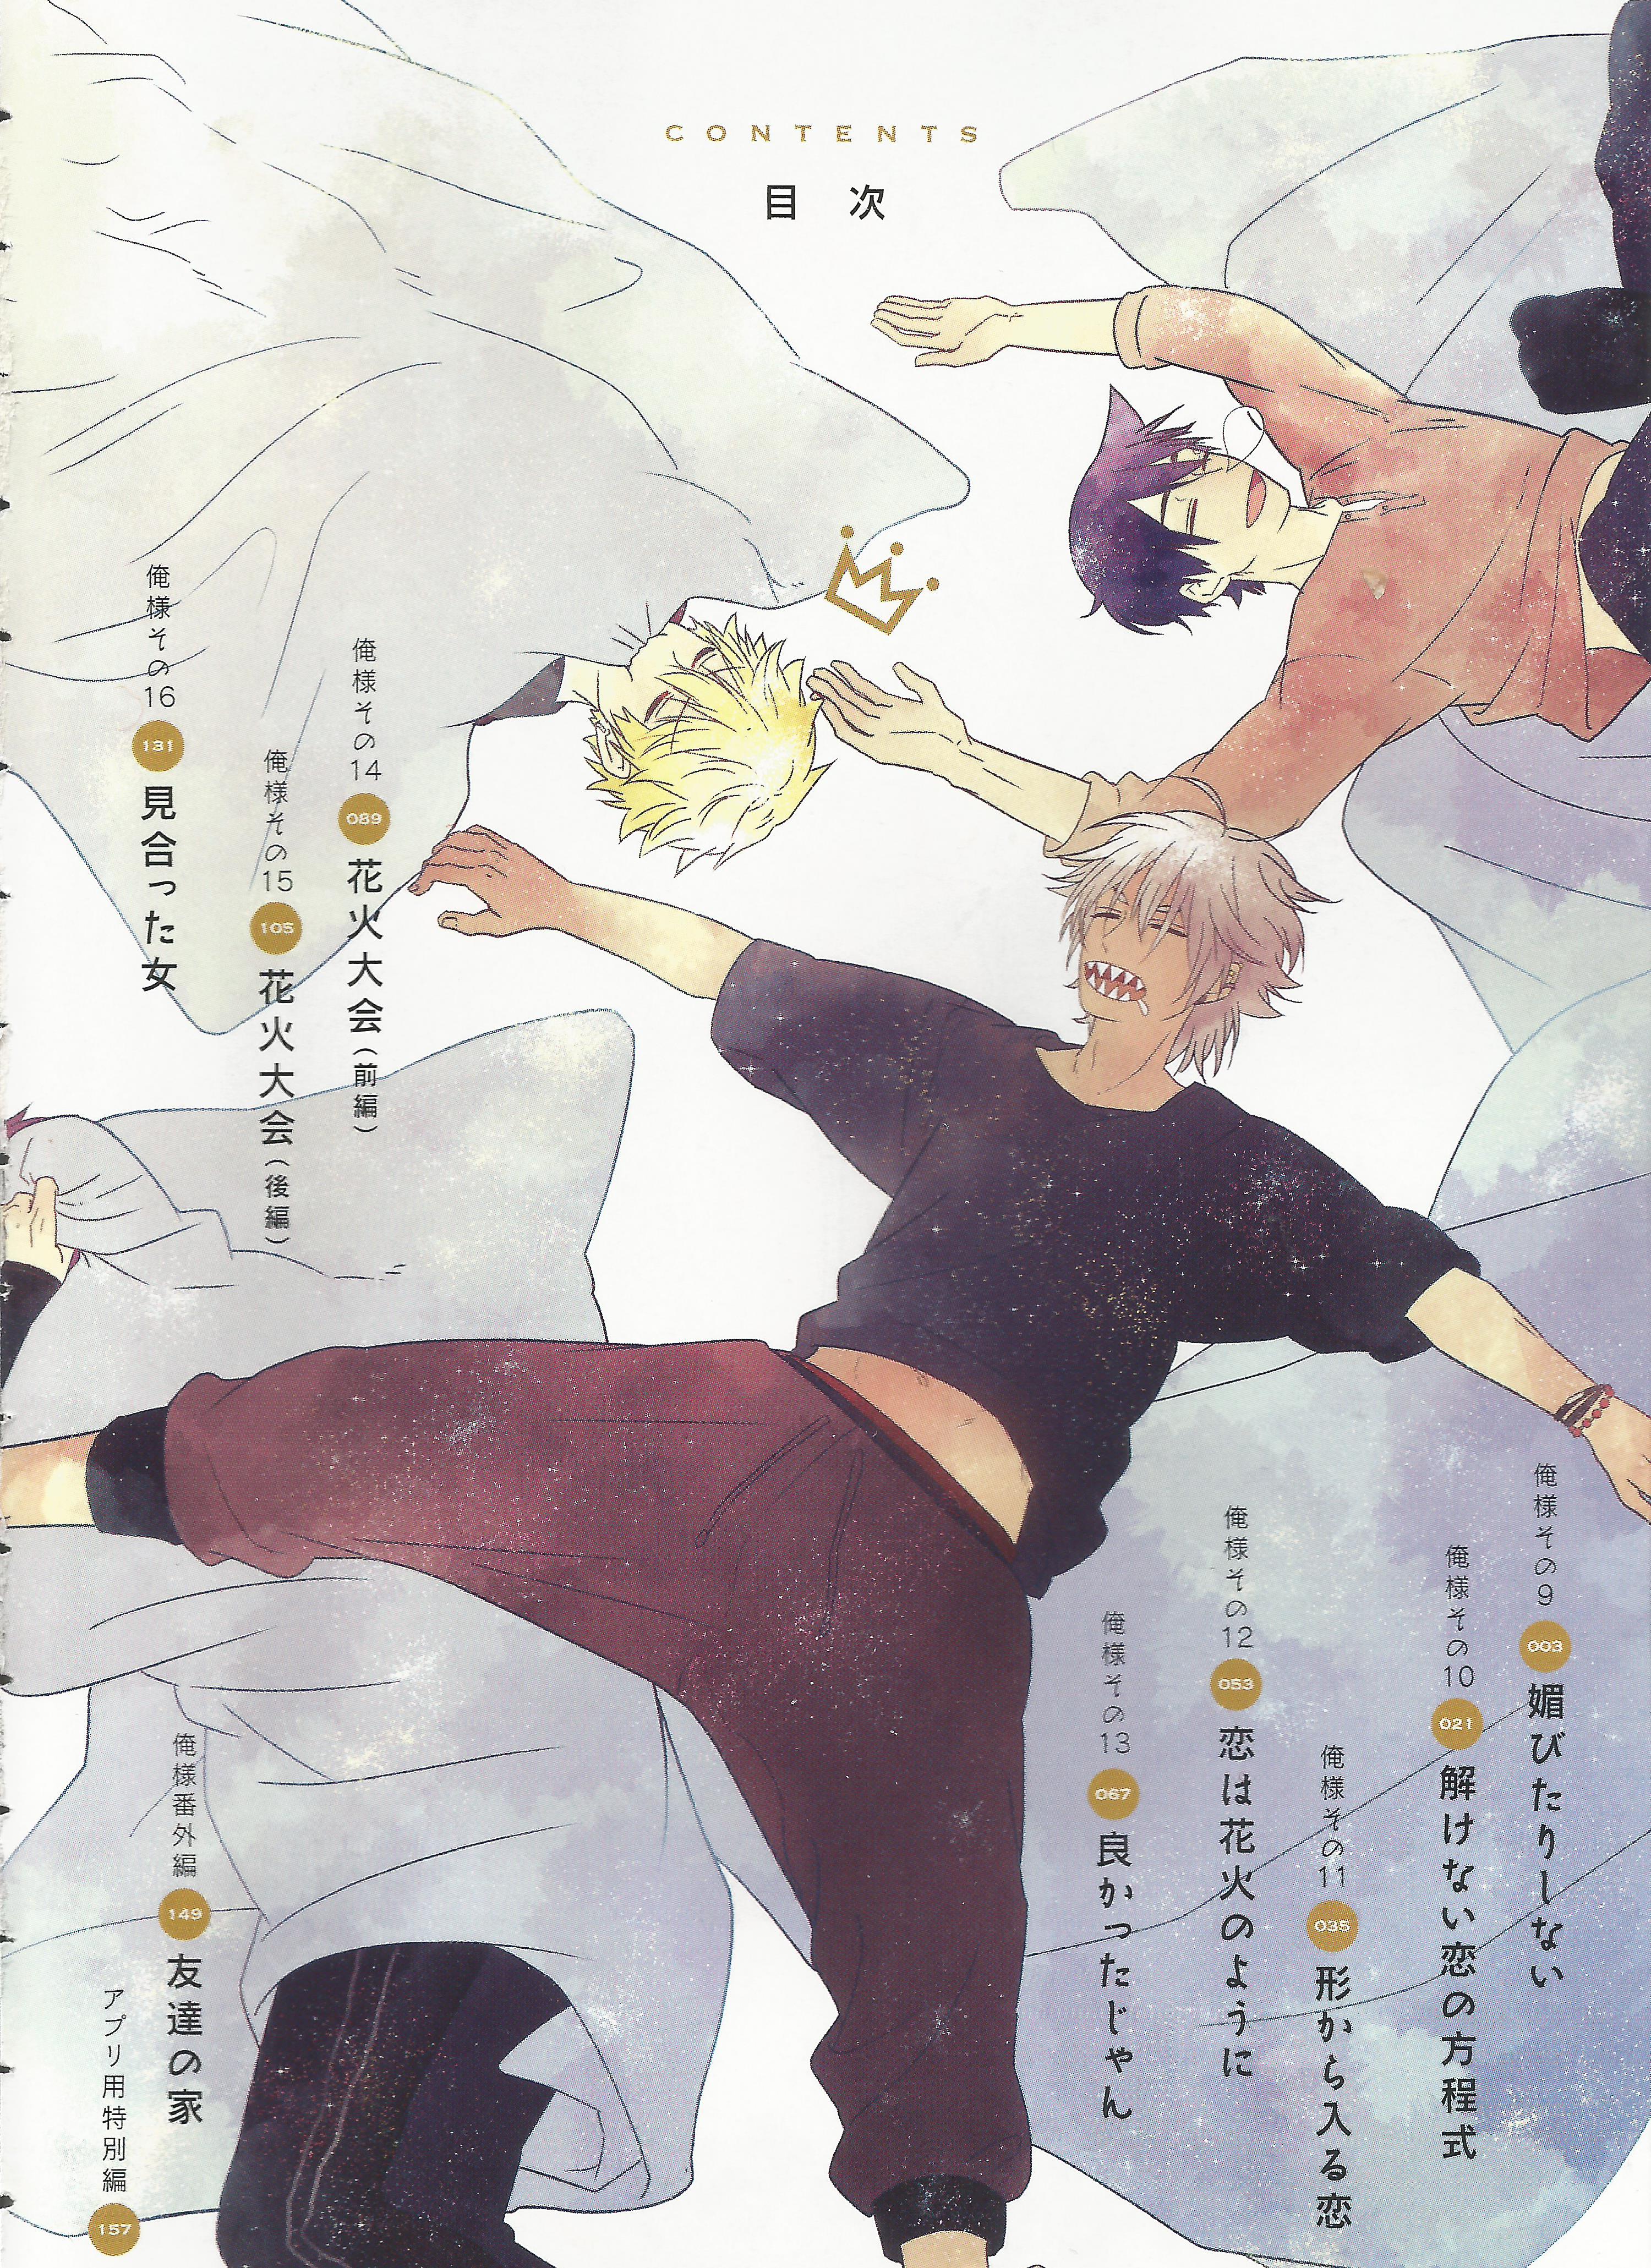 CONTENTS
目次
俺様その9 003 媚びたりしない
俺様その10 021 解けない恋の方程式
俺様その11 035 形から入る恋
俺様その12 053 恋は花火のように
俺様その13 067 良かったじゃん
俺様その14 089 花火大会(前編)
俺様その15 105 花火大会(後編)
俺様その16 131 見合った女
俺様番外編 149 友達の家
アプリ用特別編 157